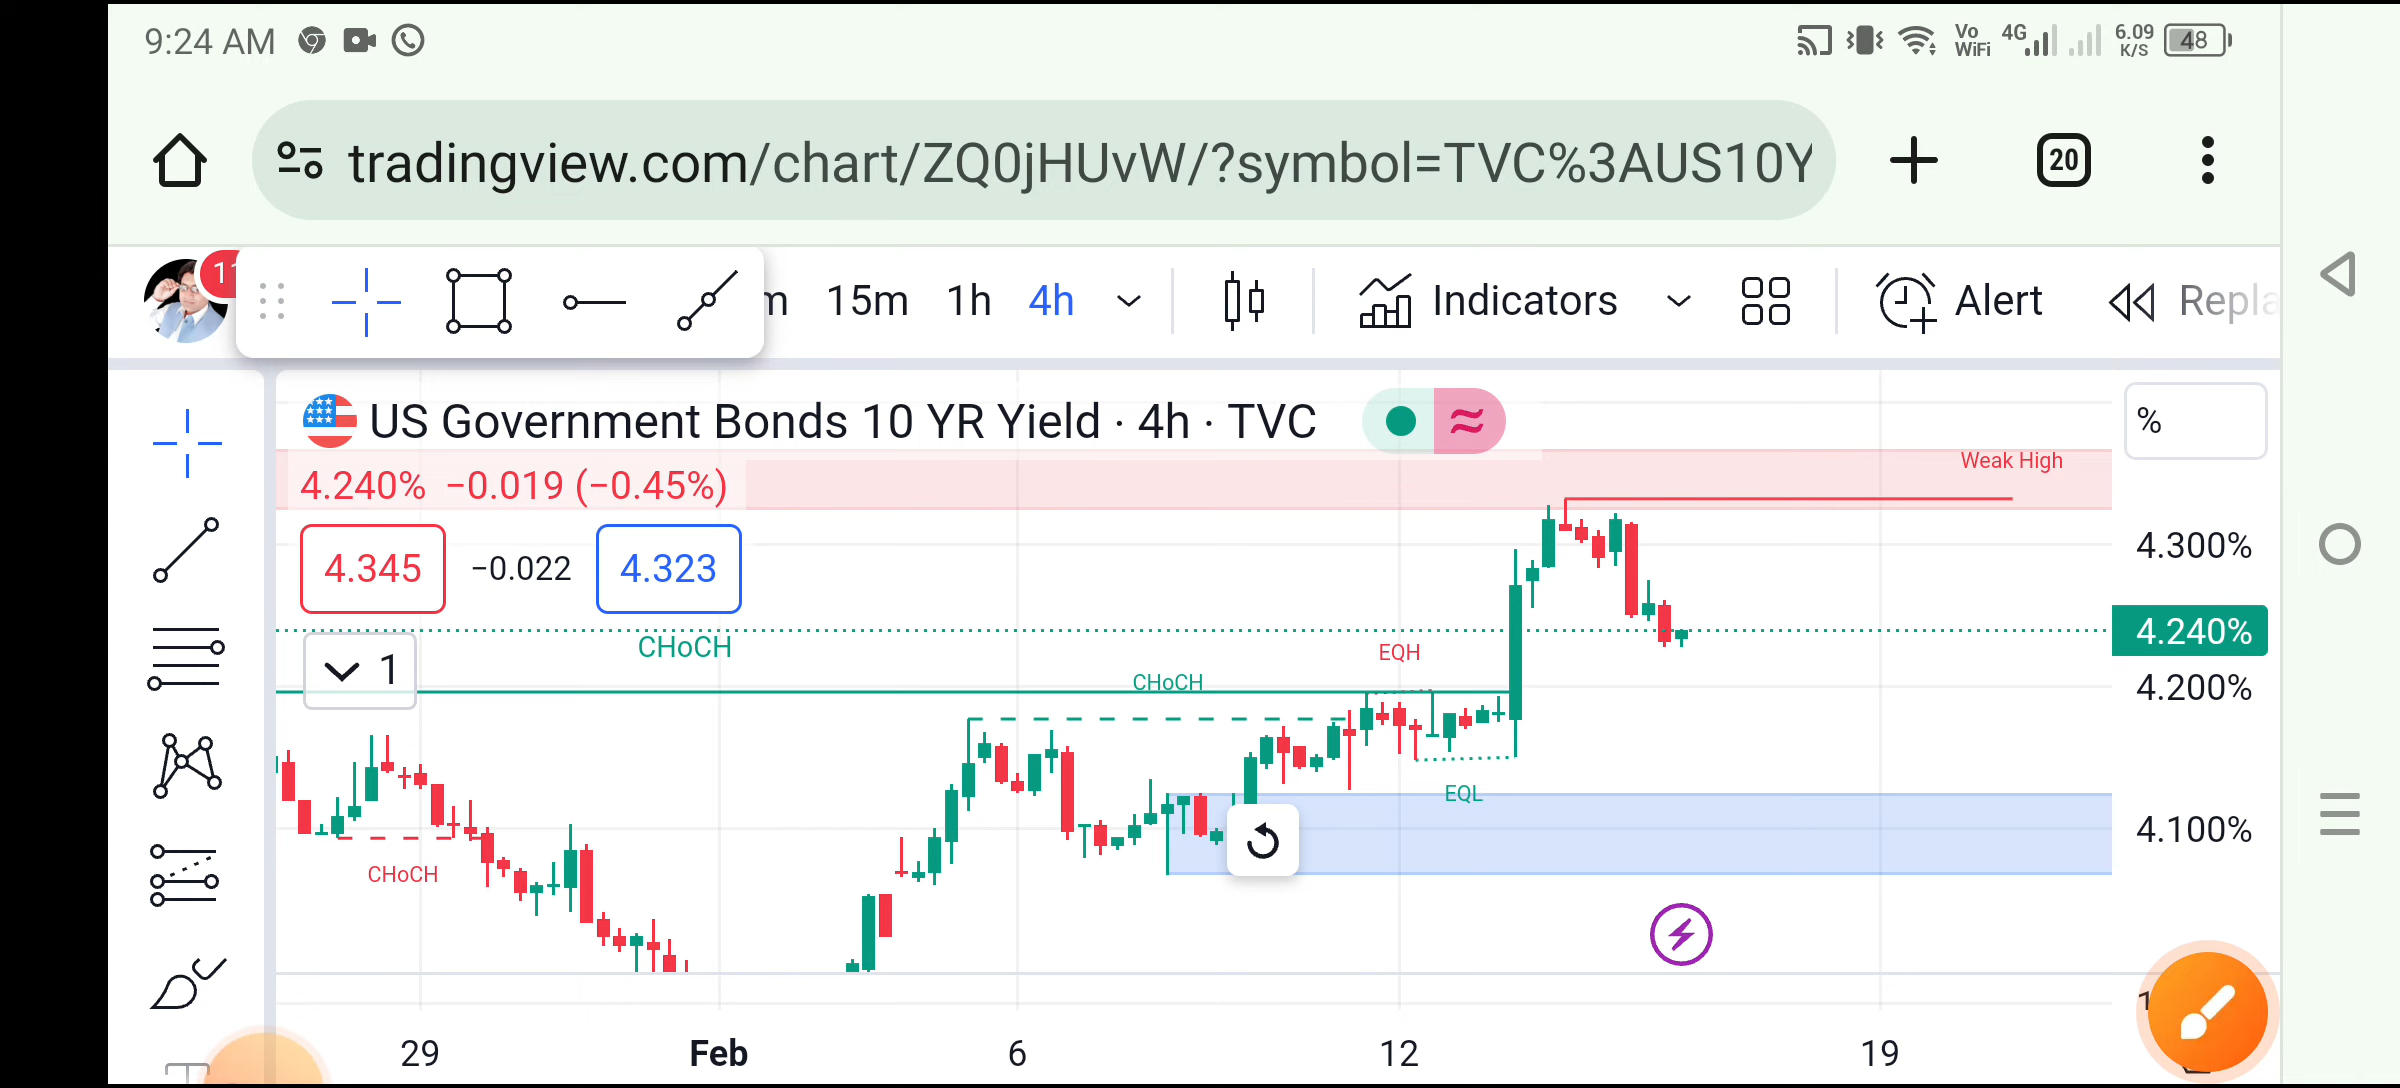 9:24 AM
Vo WiFi 4G 6.09 K/S 48
tradingview.com/chart/ZQ0jHUvW/?symbol=TVC%3AUS10Y
20
11
m 15m 1h 4h Indicators Alert Repla
US Government Bonds 10 YR Yield · 4h · TVC
%
4.240% −0.019 (−0.45%)
Weak High
4.345 −0.022 4.323
4.300%
CHoCH
4.240%
1
EQH
CHoCH
4.200%
EQL
4.100%
CHoCH
29 Feb 6 12 19